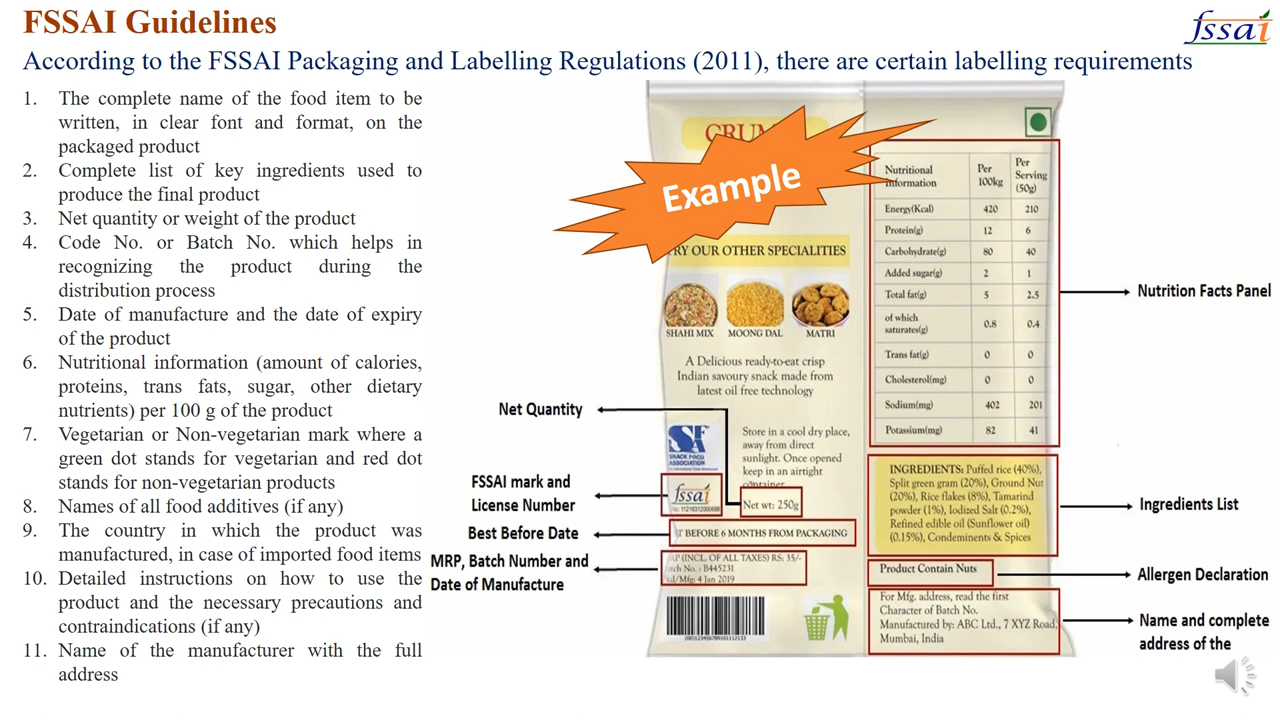 FSSAI Guidelines
fssai
According to the FSSAI Packaging and Labelling Regulations (2011), there are certain labelling requirements
1. The complete name of the food item to be
written, in clear font and format, on the
packaged product
2. Complete list of key ingredients used to
produce the final product
3. Net quantity or weight of the product
4. Code No. or Batch No. which helps in
recognizing the product during the
distribution process
5. Date of manufacture and the date of expiry
of the product
6. Nutritional information (amount of calories,
proteins, trans fats, sugar, other dietary
nutrients) per 100 g of the product
7. Vegetarian or Non-vegetarian mark where a
green dot stands for vegetarian and red dot
stands for non-vegetarian products
8. Names of all food additives (if any)
9. The country in which the product was
manufactured, in case of imported food items
10. Detailed instructions on how to use the
product and the necessary precautions and
contraindications (if any)
11. Name of the manufacturer with the full
address
Example
RY OUR OTHER SPECIALITIES
SHAHI MIX MOONG DAL MATRI
A Delicious ready-to-eat crisp
Indian savoury snack made from
latest oil free technology
Net Quantity
FSSAI mark and
License Number
Best Before Date
MRP, Batch Number and
Date of Manufacture
SFA
SNACK FOOD
ASSOCIATION
Store in a cool dry place,
away from direct
sunlight. Once opened
keep in an airtight
container
fssai
Net wt: 250g
T BEFORE 6 MONTHS FROM PACKAGING
RP (INCL. OF ALL TAXES) RS: 35/-
tch No. : B445231
d/Mfg: 4 Jan 2019
Nutritional Information Per 100kg Per Serving (50g)
Energy(Kcal) 420 210
Protein(g) 12 6
Carbohydrate(g) 80 40
Added sugar(g) 2 1
Total fat(g) 5 2.5
of which saturates(g) 0.8 0.4
Trans fat(g) 0 0
Cholesterol(mg) 0 0
Sodium(mg) 402 201
Potassium(mg) 82 41
INGREDIENTS: Puffed rice (40%),
Split green gram (20%), Ground Nut
(20%), Rice flakes (8%), Tamarind
powder (1%), Iodized Salt (0.2%),
Refined edible oil (Sunflower oil)
(0.15%), Condeminents & Spices
Product Contain Nuts
For Mfg. address, read the first
Character of Batch No.
Manufactured by: ABC Ltd., 7 XYZ Road,
Mumbai, India
Nutrition Facts Panel
Ingredients List
Allergen Declaration
Name and complete
address of the